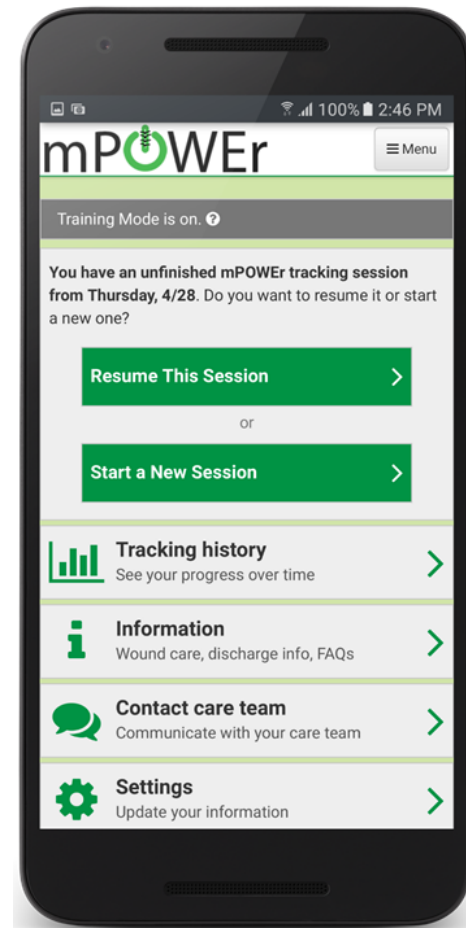 100% 2:46 PM
mPOWEr
Menu
Training Mode is on.
You have an unfinished mPOWEr tracking session
from Thursday, 4/28. Do you want to resume it or start
a new one?
Resume This Session
or
Start a New Session
Tracking history
See your progress over time
Information
Wound care, discharge info, FAQs
Contact care team
Communicate with your care team
Settings
Update your information